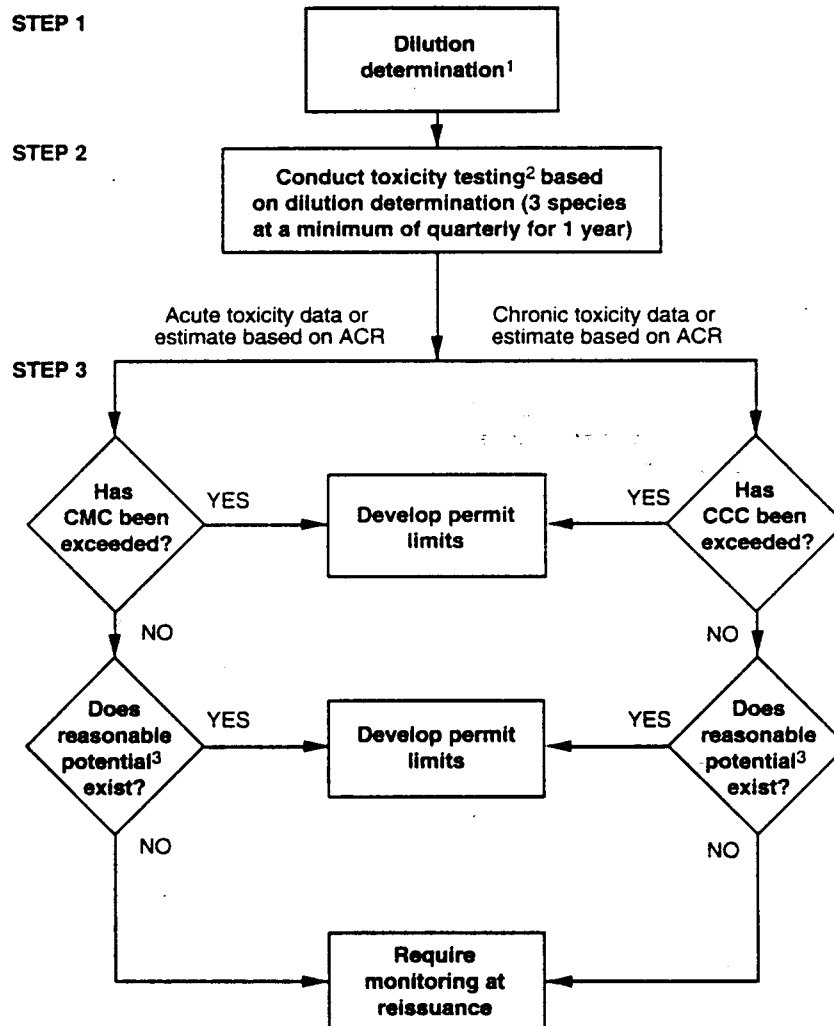 STEP 1
Dilution
determination1
STEP 2
Conduct toxicity testing2 based
on dilution determination (3 species
at a minimum of quarterly for 1 year)
Acute toxicity data or
estimate based on ACR
Chronic toxicity data or
estimate based on ACR
STEP 3
Has
CMC been
exceeded?
YES
Develop permit
limits
YES
Has
CCC been
exceeded?
NO
NO
Does
reasonable
potential3
exist?
YES
Develop permit
limits
YES
Does
reasonable
potential3
exist?
NO
NO
Require
monitoring at
reissuance